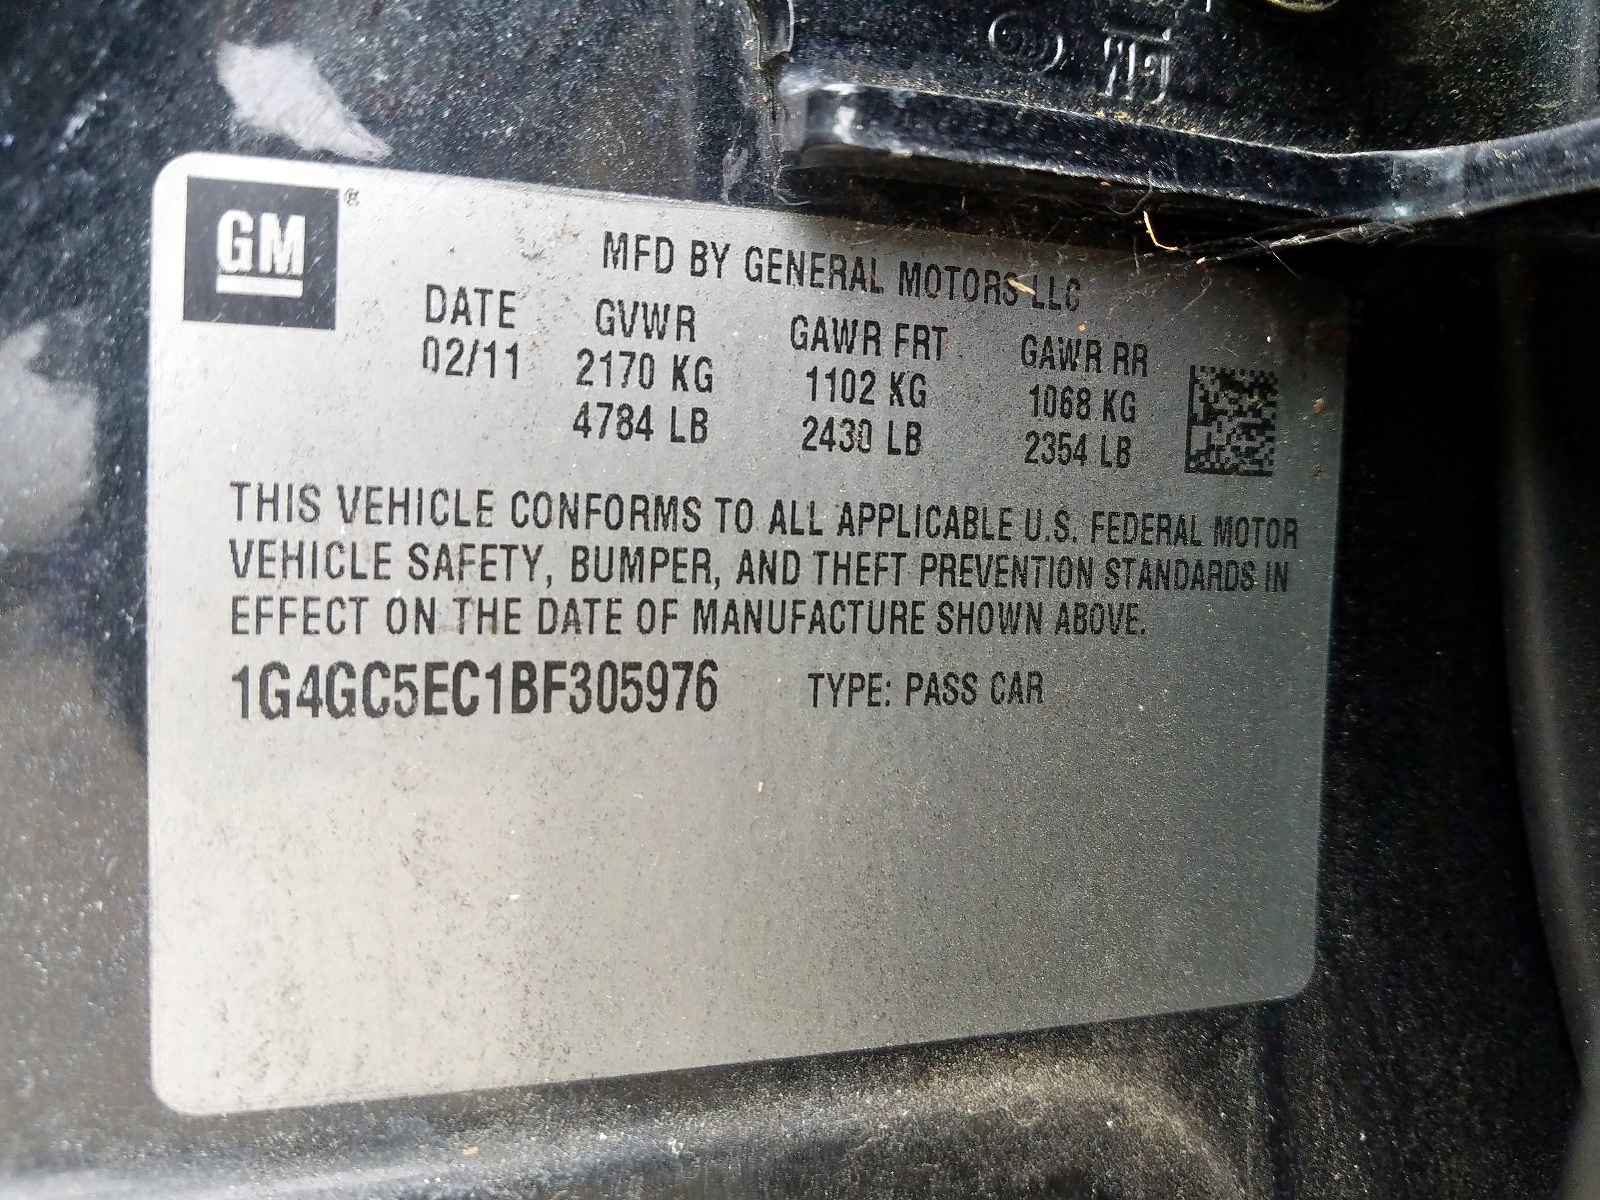 GM ®
MFD BY GENERAL MOTORS LLC
DATE GVWR GAWR FRT GAWR RR
02/11 2170 KG 1102 KG 1068 KG
4784 LB 2430 LB 2354 LB
THIS VEHICLE CONFORMS TO ALL APPLICABLE U.S. FEDERAL MOTOR
VEHICLE SAFETY, BUMPER, AND THEFT PREVENTION STANDARDS IN
EFFECT ON THE DATE OF MANUFACTURE SHOWN ABOVE.
1G4GC5EC1BF305976 TYPE: PASS CAR